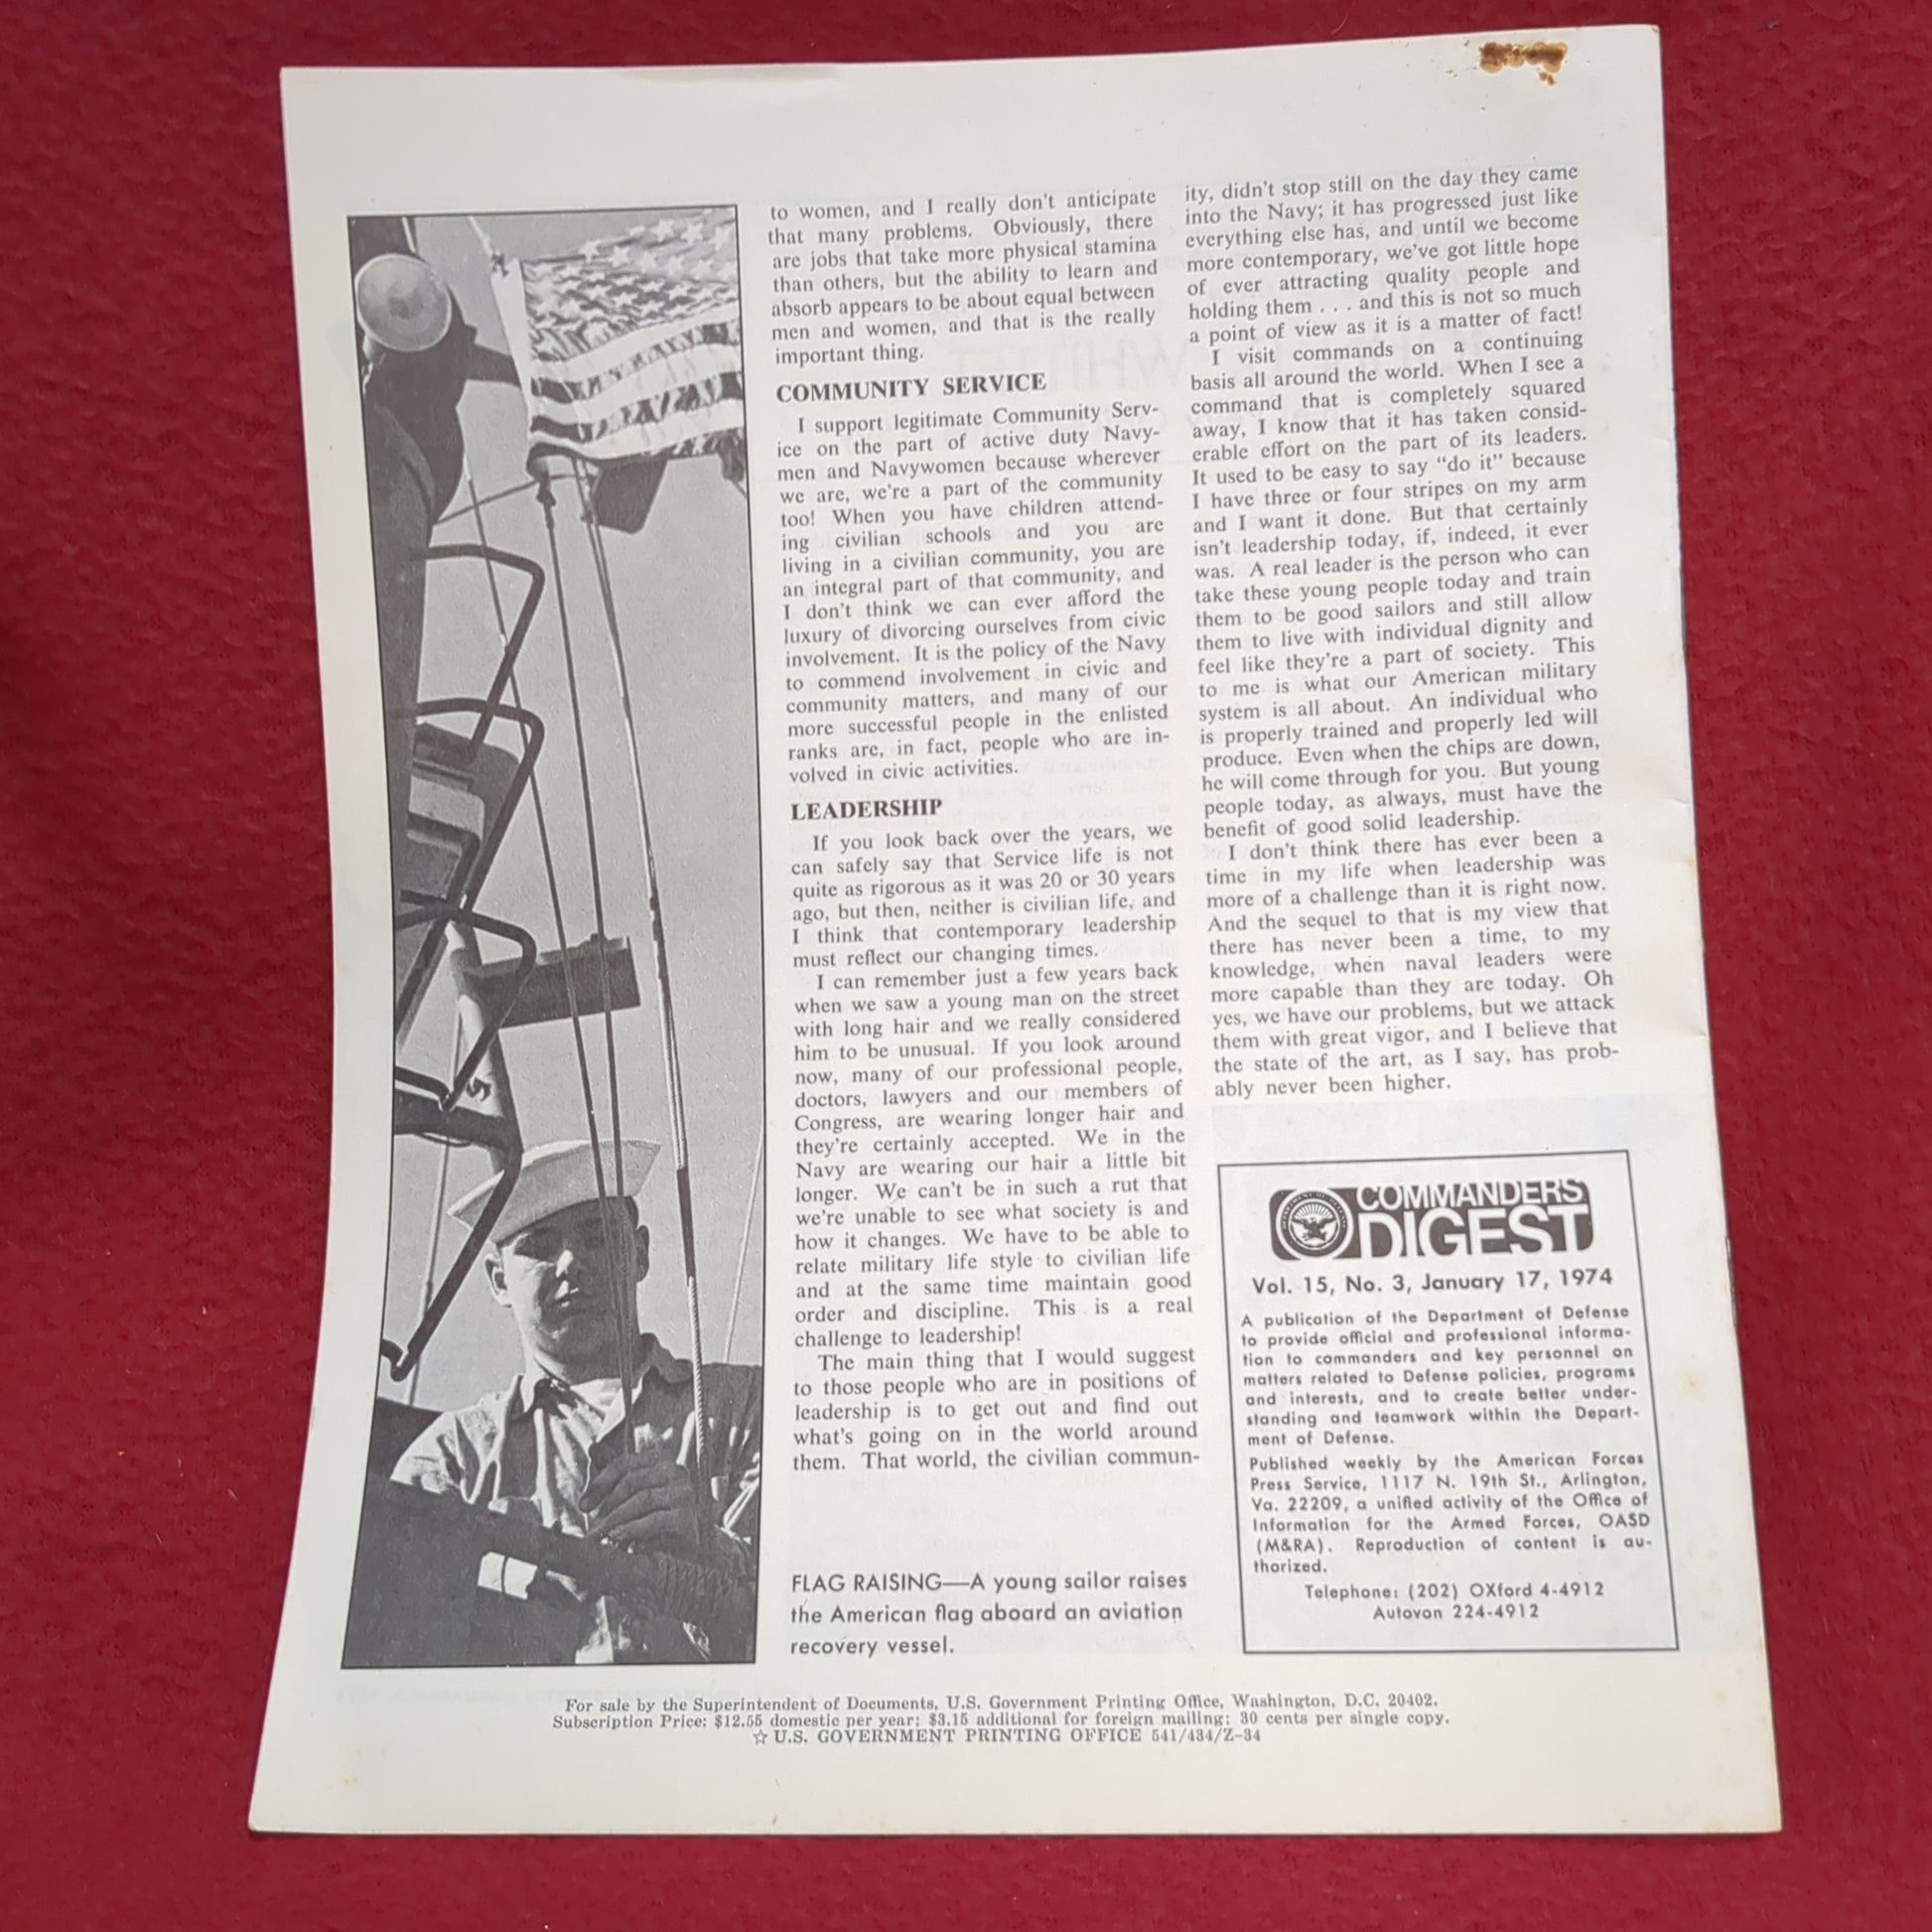 to women, and I really don't anticipate
that many problems. Obviously, there
are jobs that take more physical stamina
than others, but the ability to learn and
absorb appears to be about equal between
men and women, and that is the really
important thing.
COMMUNITY SERVICE
I support legitimate Community Serv-
ice on the part of active duty Navy-
men and Navywomen because wherever
we are, we're a part of the community
too! When you have children attend-
ing civilian schools and you are
living in a civilian community, you are
an integral part of that community, and
I don't think we can ever afford the
luxury of divorcing ourselves from civic
involvement. It is the policy of the Navy
to commend involvement in civic and
community matters, and many of our
more successful people in the enlisted
ranks are, in fact, people who are in-
volved in civic activities.
LEADERSHIP
If you look back over the years, we
can safely say that Service life is not
quite as rigorous as it was 20 or 30 years
ago, but then, neither is civilian life, and
I think that contemporary leadership
must reflect our changing times.
I can remember just a few years back
when we saw a young man on the street
with long hair and we really considered
him to be unusual. If you look around
now, many of our professional people,
doctors, lawyers and our members of
Congress, are wearing longer hair and
they're certainly accepted. We in the
Navy are wearing our hair a little bit
longer. We can't be in such a rut that
we're unable to see what society is and
how it changes. We have to be able to
relate military life style to civilian life
and at the same time maintain good
order and discipline. This is a real
challenge to leadership!
The main thing that I would suggest
to those people who are in positions of
leadership is to get out and find out
what's going on in the world around
them. That world, the civilian commun-
ity, didn't stop still on the day they came
into the Navy; it has progressed just like
everything else has, and until we become
more contemporary, we've got little hope
of ever attracting quality people and
holding them . . . and this is not so much
a point of view as it is a matter of fact!
I visit commands on a continuing
basis all around the world. When I see a
command that is completely squared
away, I know that it has taken consid-
erable effort on the part of its leaders.
It used to be easy to say "do it" because
I have three or four stripes on my arm
and I want it done. But that certainly
isn't leadership today, if, indeed, it ever
was. A real leader is the person who can
take these young people today and train
them to be good sailors and still allow
them to live with individual dignity and
feel like they're a part of society. This
to me is what our American military
system is all about. An individual who
is properly trained and properly led will
produce. Even when the chips are down,
he will come through for you. But young
people today, as always, must have the
benefit of good solid leadership.
I don't think there has ever been a
time in my life when leadership was
more of a challenge than it is right now.
And the sequel to that is my view that
there has never been a time, to my
knowledge, when naval leaders were
more capable than they are today. Oh
yes, we have our problems, but we attack
them with great vigor, and I believe that
the state of the art, as I say, has prob-
ably never been higher.
FLAG RAISING—A young sailor raises
the American flag aboard an aviation
recovery vessel.
COMMANDERS
DIGEST
Vol. 15, No. 3, January 17, 1974
A publication of the Department of Defense
to provide official and professional informa-
tion to commanders and key personnel on
matters related to Defense policies, programs
and interests, and to create better under-
standing and teamwork within the Depart-
ment of Defense.
Published weekly by the American Forces
Press Service, 1117 N. 19th St., Arlington,
Va. 22209, a unified activity of the Office of
Information for the Armed Forces, OASD
(M&RA). Reproduction of content is au-
thorized.
Telephone: (202) OXford 4-4912
Autovon 224-4912
For sale by the Superintendent of Documents, U.S. Government Printing Office, Washington, D.C. 20402.
Subscription Price: $12.55 domestic per year; $3.15 additional for foreign mailing; 30 cents per single copy.
☆ U.S. GOVERNMENT PRINTING OFFICE 541/434/Z-34